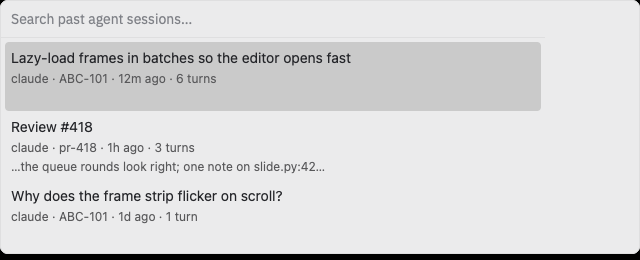 Search past agent sessions...
Lazy-load frames in batches so the editor opens fast
claude · ABC-101 · 12m ago · 6 turns
Review #418
claude · pr-418 · 1h ago · 3 turns
...the queue rounds look right; one note on slide.py:42...
Why does the frame strip flicker on scroll?
claude · ABC-101 · 1d ago · 1 turn